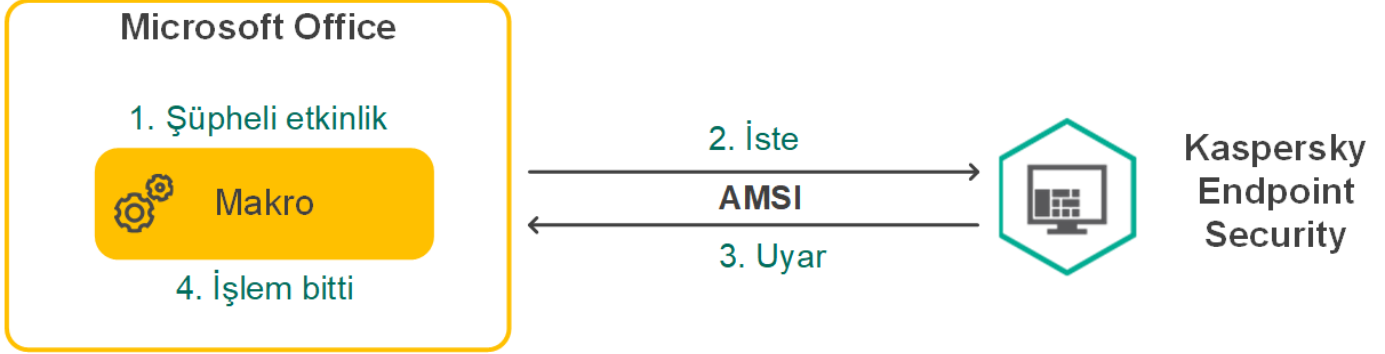 Microsoft Office
1. Şüpheli etkinlik
Makro
4. İşlem bitti
2. İste
AMSI
3. Uyar
Kaspersky
Endpoint
Security